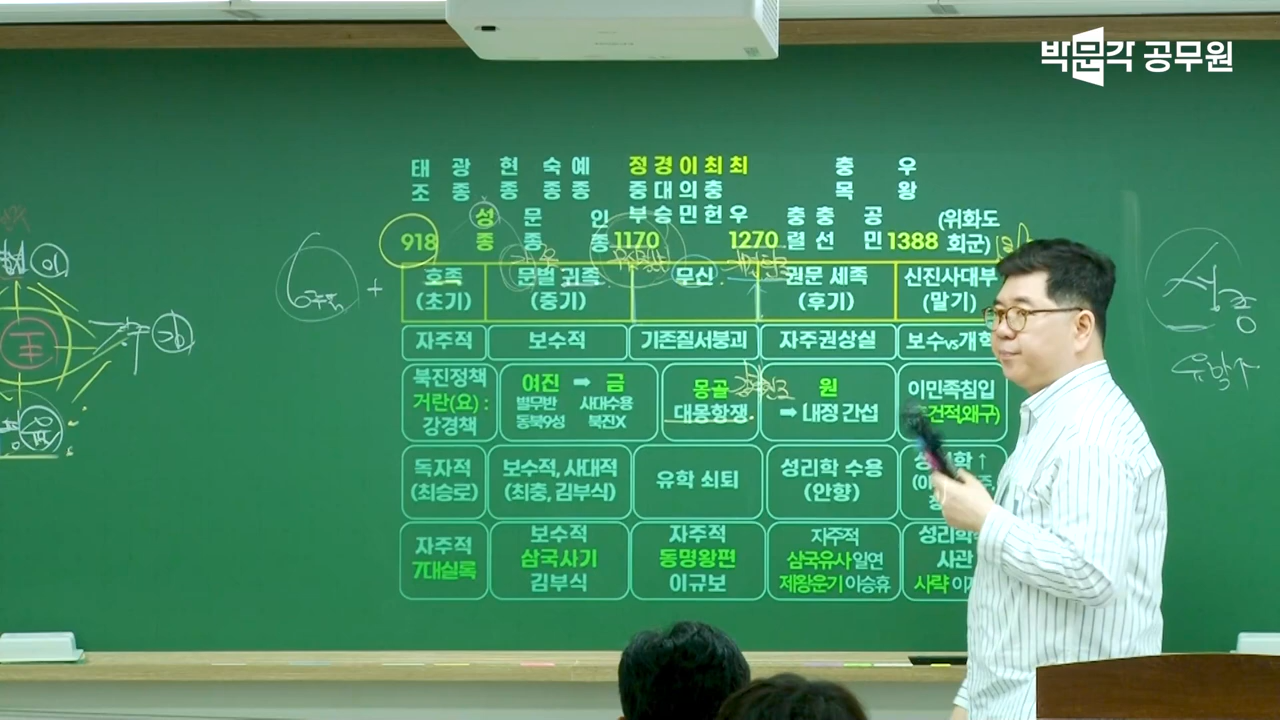 박문각 공무원
태 광 현 숙 예 정 경 이 최 최 충 우
조 종 종 종 종 중 대 의 충 목 왕
성 문 인 부 승 민 헌 우 충 충 공 (위화도
918 종 종 종 1170 1270 렬 선 민 1388 회군)
6 +
호족 문벌 귀족 무신 권문 세족 신진사대부
(초기) (중기) (후기) (말기)
자주적 보수적 기존질서붕괴 자주권상실 보수vs개혁
북진정책 여진 ➡ 금 몽골 원 이민족침입
거란(요) : 별무반 사대수용 대몽항쟁 ➡ 내정 간섭 건적,왜구)
강경책 동북9성 북진X
독자적 보수적, 사대적 유학 쇠퇴 성리학 수용 ↑
(최승로) (최충, 김부식) (안향)
자주적 보수적 자주적 자주적 성리학
7대실록 삼국사기 동명왕편 삼국유사 일연 사관
김부식 이규보 제왕운기 이승휴 사략 이
王